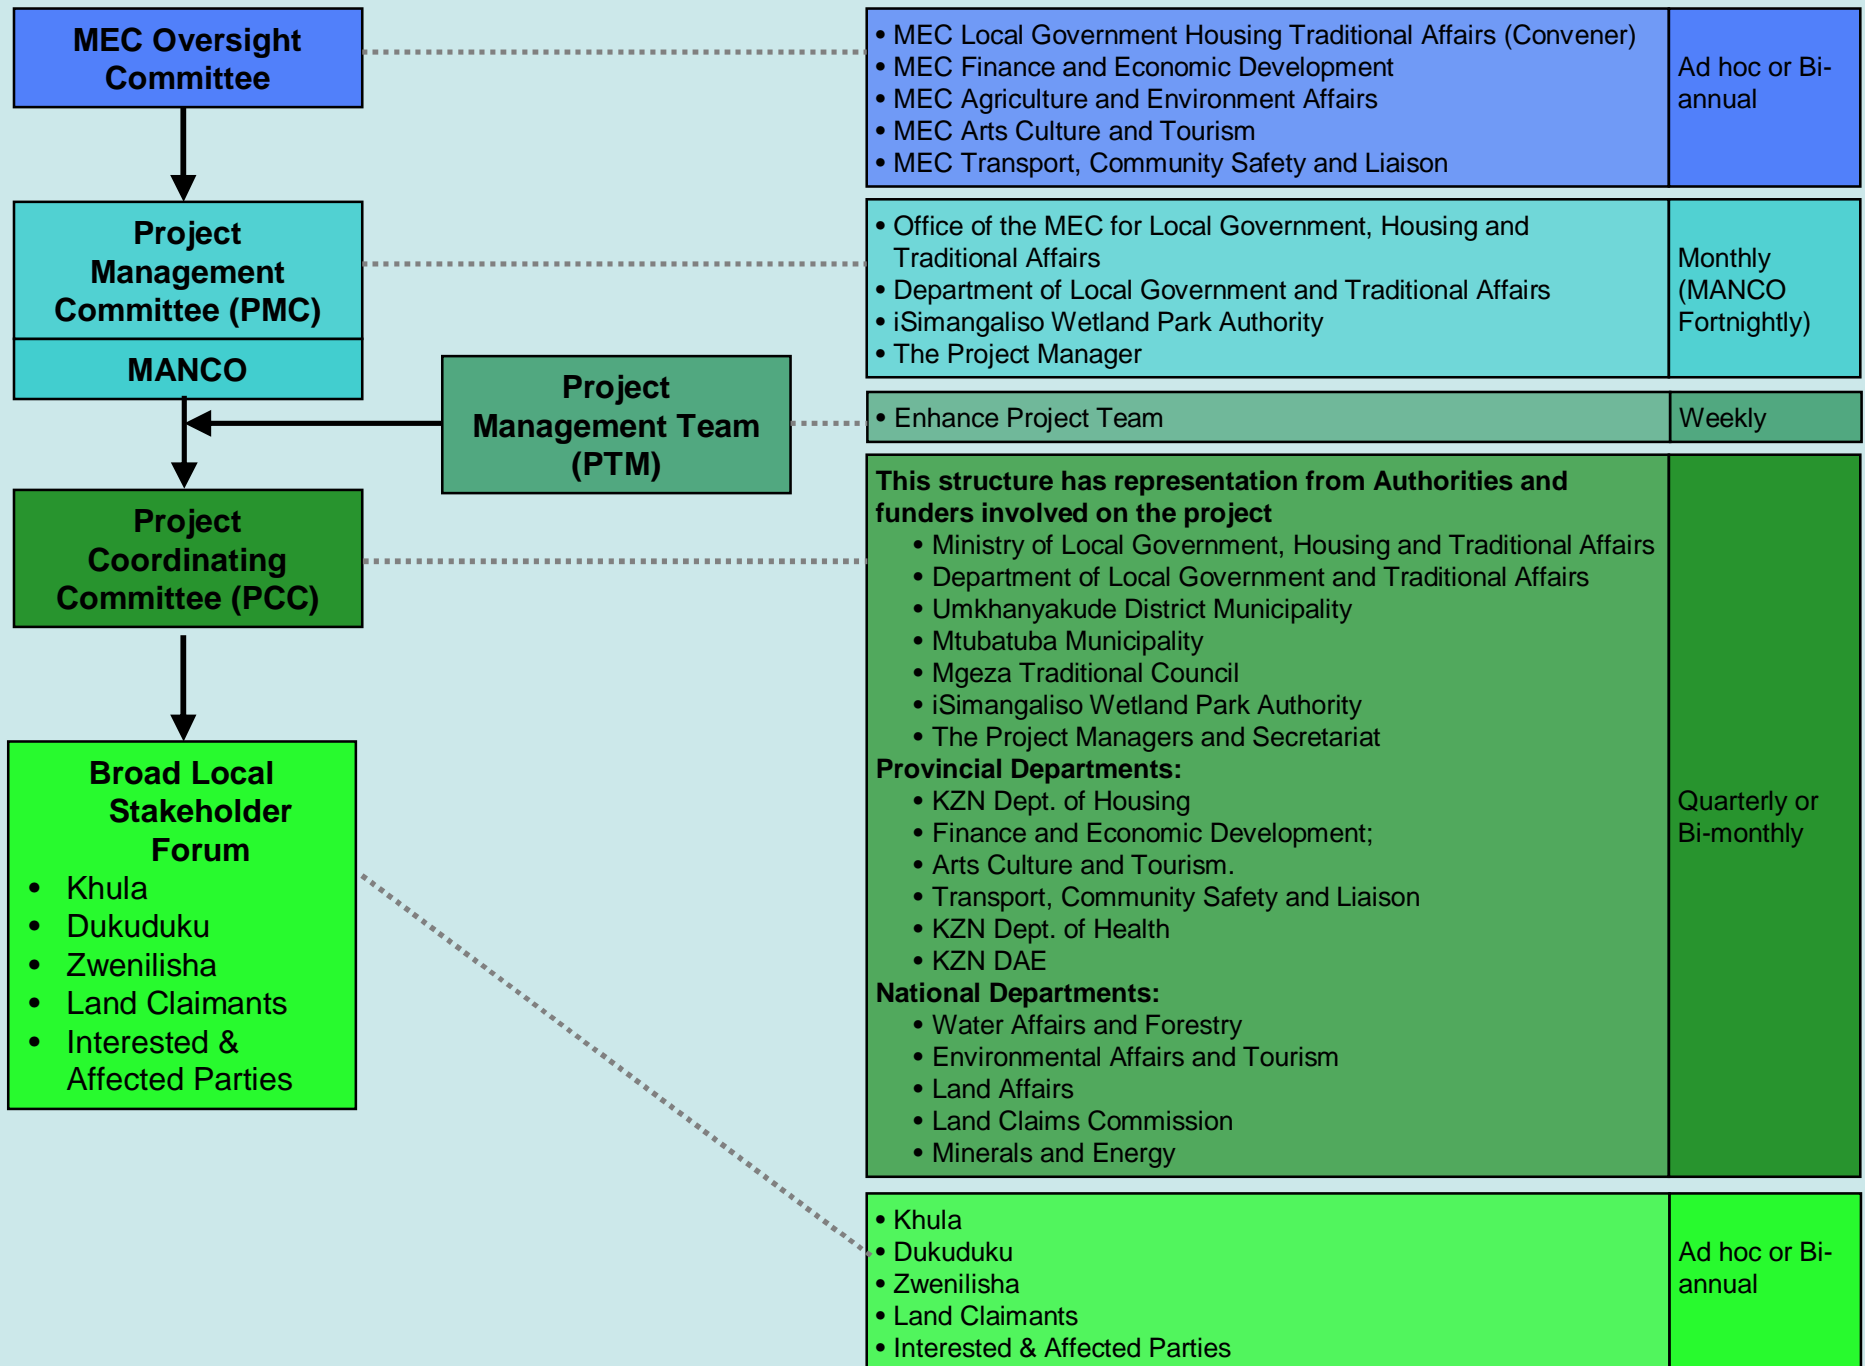 MEC Oversight
Committee
• MEC Local Government Housing Traditional Affairs (Convener)
• MEC Finance and Economic Development
• MEC Agriculture and Environment Affairs
• MEC Arts Culture and Tourism
• MEC Transport, Community Safety and Liaison
Ad hoc or Bi-
annual
Project
Management
Committee (PMC)
MANCO
• Office of the MEC for Local Government, Housing and
Traditional Affairs
• Department of Local Government and Traditional Affairs
• iSimangaliso Wetland Park Authority
• The Project Manager
Monthly
(MANCO
Fortnightly)
Project
Management Team
(PTM)
• Enhance Project Team
Weekly
Project
Coordinating
Committee (PCC)
This structure has representation from Authorities and
funders involved on the project
• Ministry of Local Government, Housing and Traditional Affairs
• Department of Local Government and Traditional Affairs
• Umkhanyakude District Municipality
• Mtubatuba Municipality
• Mgeza Traditional Council
• iSimangaliso Wetland Park Authority
• The Project Managers and Secretariat
Provincial Departments:
• KZN Dept. of Housing
• Finance and Economic Development;
• Arts Culture and Tourism.
• Transport, Community Safety and Liaison
• KZN Dept. of Health
• KZN DAE
National Departments:
• Water Affairs and Forestry
• Environmental Affairs and Tourism
• Land Affairs
• Land Claims Commission
• Minerals and Energy
Quarterly or
Bi-monthly
Broad Local
Stakeholder
Forum
• Khula
• Dukuduku
• Zwenilisha
• Land Claimants
• Interested &
Affected Parties
• Khula
• Dukuduku
• Zwenilisha
• Land Claimants
• Interested & Affected Parties
Ad hoc or Bi-
annual